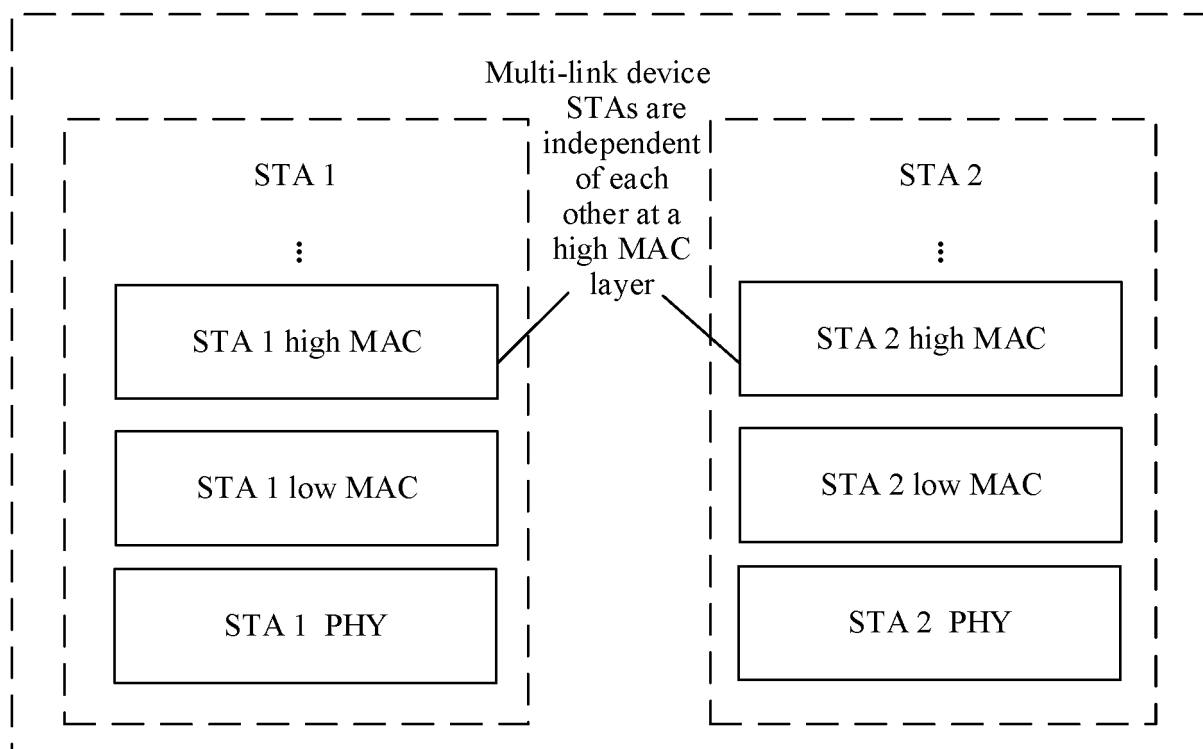 Multi-link device
STAs are
independent
of each
other at a
high MAC
layer
STA 1
⋮
STA 1 high MAC
STA 1 low MAC
STA 1 PHY
STA 2
⋮
STA 2 high MAC
STA 2 low MAC
STA 2 PHY